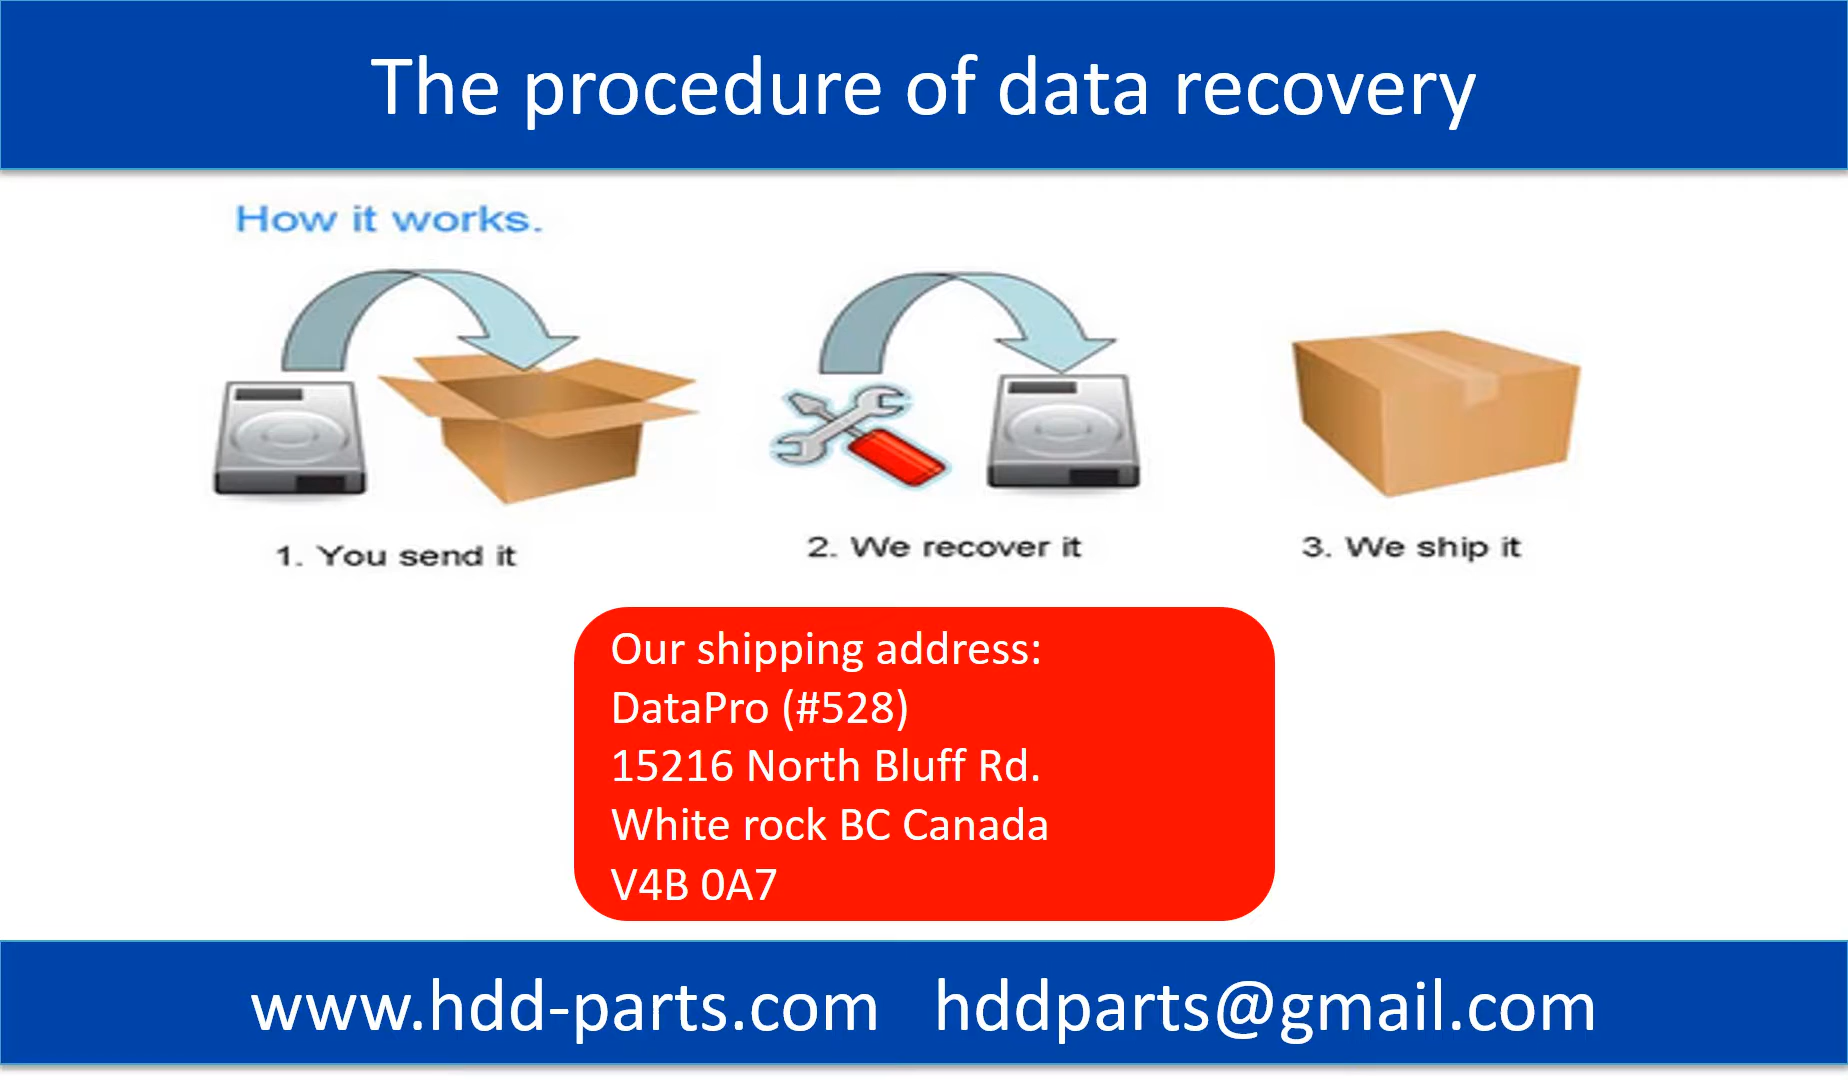 The procedure of data recovery
How it works.
1. You send it
2. We recover it
3. We ship it
Our shipping address:
DataPro (#528)
15216 North Bluff Rd.
White rock BC Canada
V4B 0A7
www.hdd-parts.com hddparts@gmail.com